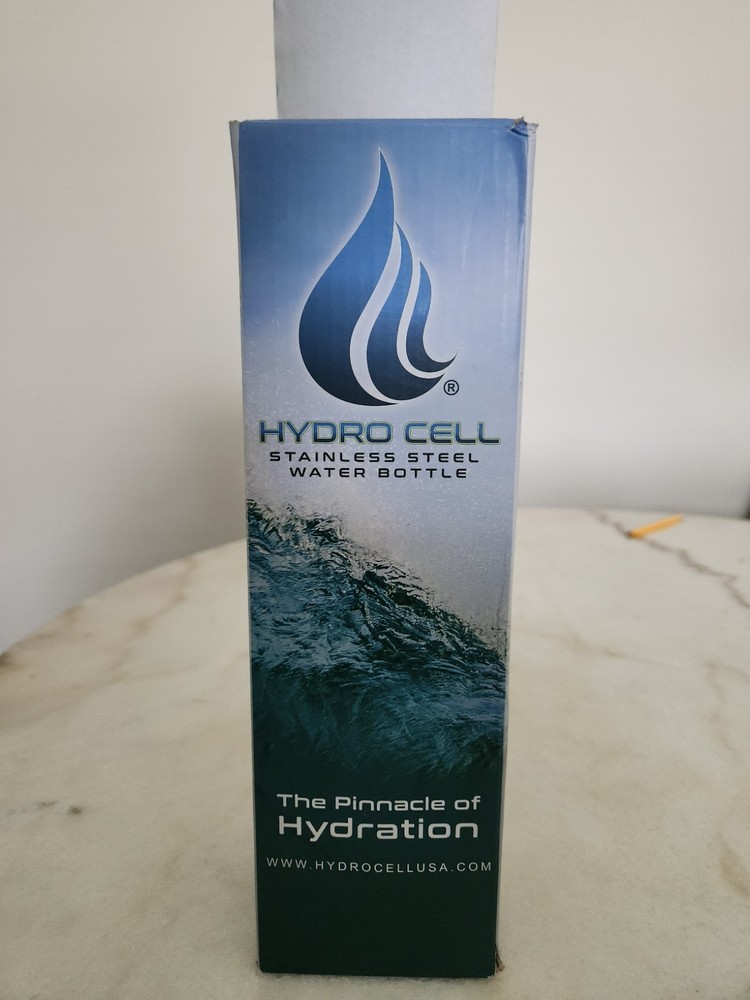 ®
HYDRO CELL
STAINLESS STEEL
WATER BOTTLE
The Pinnacle of
Hydration
WWW.HYDROCELLUSA.COM